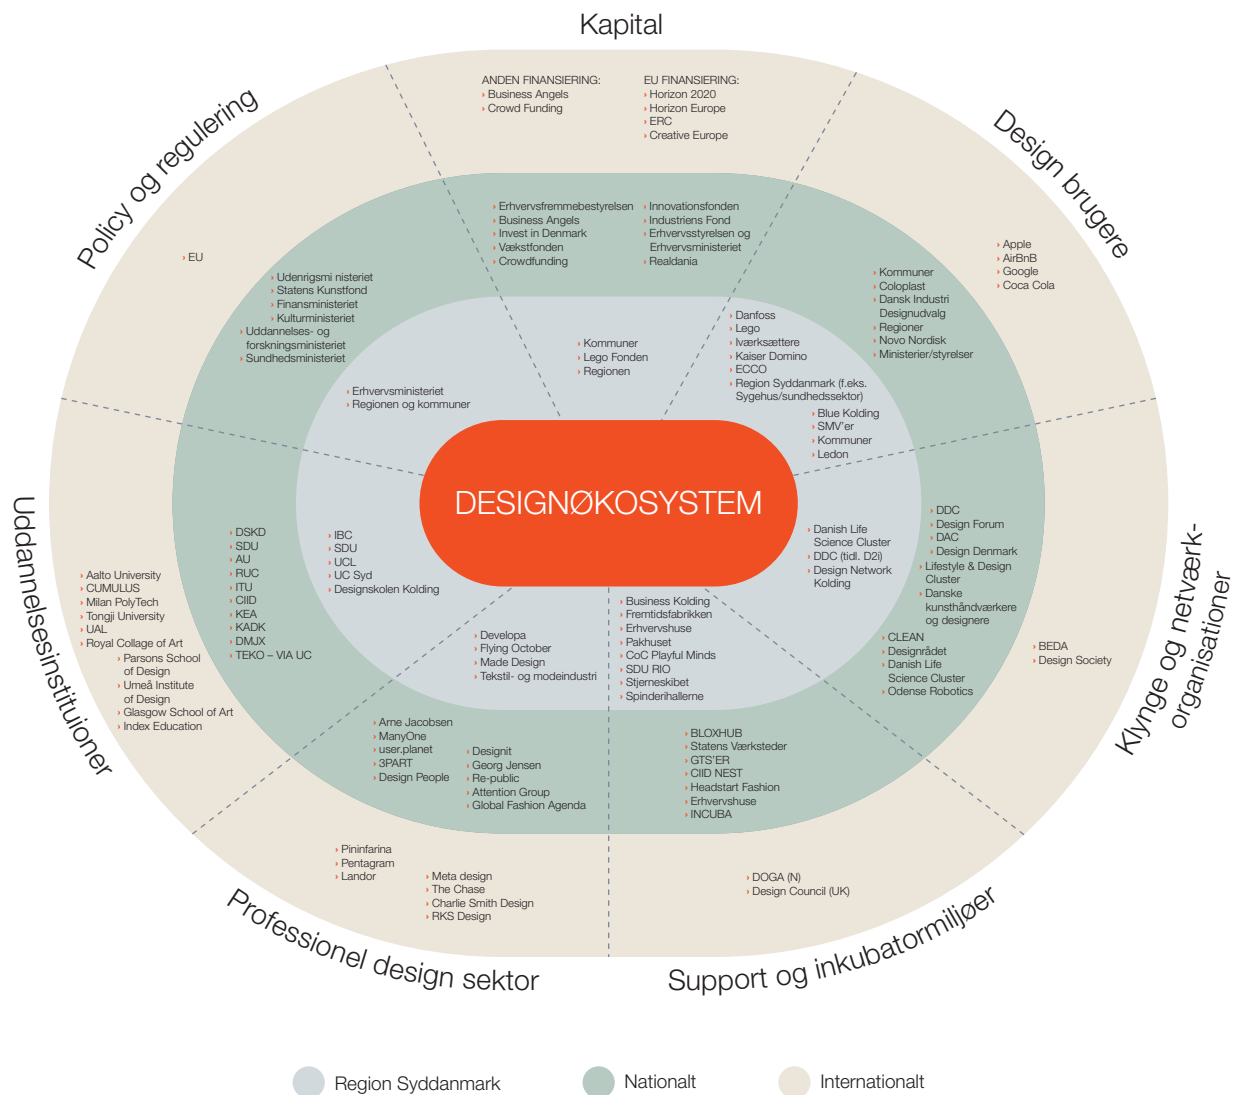 Kapital
ANDEN FINANSIERING:
› Business Angels
› Crowd Funding
EU FINANSIERING:
› Horizon 2020
› Horizon Europe
› ERC
› Creative Europe
› Erhvervsfremmebestyrelsen
› Business Angels
› Invest in Denmark
› Vækstfonden
› Crowdfunding
› Innovationsfonden
› Industriens Fond
› Erhvervsstyrelsen og
Erhvervsministeriet
› Realdania
› Kommuner
› Lego Fonden
› Regionen
Design brugere
› Apple
› AirBnB
› Google
› Coca Cola
› Kommuner
› Coloplast
› Dansk Industri
Designudvalg
› Regioner
› Novo Nordisk
› Ministerier/styrelser
› Danfoss
› Lego
› Iværksættere
› Kaiser Domino
› ECCO
› Region Syddanmark (f.eks.
Sygehus/sundhedssektor)
› Blue Kolding
› SMV'er
› Kommuner
› Ledon
Policy og regulering
› EU
› Udenrigsmi nisteriet
› Statens Kunstfond
› Finansministeriet
› Kulturministeriet
› Uddannelses- og
forskningsministeriet
› Sundhedsministeriet
› Erhvervsministeriet
› Regionen og kommuner
DESIGNØKOSYSTEM
Klynge og netværk-
organisationer
› Danish Life
Science Cluster
› DDC (tidl. D2i)
› Design Network
Kolding
› DDC
› Design Forum
› DAC
› Design Denmark
› Lifestyle & Design
Cluster
› Danske
kunsthåndværkere
og designere
› CLEAN
› Designrådet
› Danish Life
Science Cluster
› Odense Robotics
› BEDA
› Design Society
Uddannelsesinstituioner
› Aalto University
› CUMULUS
› Milan PolyTech
› Tongji University
› UAL
› Royal Collage of Art
› Parsons School
of Design
› Umeå Institute
of Design
› Glasgow School of Art
› Index Education
› DSKD
› SDU
› AU
› RUC
› ITU
› CIID
› KEA
› KADK
› DMJX
› TEKO – VIA UC
› IBC
› SDU
› UCL
› UC Syd
› Designskolen Kolding
› Developa
› Flying October
› Made Design
› Tekstil- og modeindustri
› Arne Jacobsen
› ManyOne
› user.planet
› 3PART
› Design People
› Designit
› Georg Jensen
› Re-public
› Attention Group
› Global Fashion Agenda
› Pininfarina
› Pentagram
› Landor
› Meta design
› The Chase
› Charlie Smith Design
› RKS Design
Professionel design sektor
› Business Kolding
› Fremtidsfabrikken
› Erhvervshuse
› Pakhuset
› CoC Playful Minds
› SDU RIO
› Stjerneskibet
› Spinderihallerne
› BLOXHUB
› Statens Værksteder
› GTS'ER
› CIID NEST
› Headstart Fashion
› Erhvervshuse
› INCUBA
› DOGA (N)
› Design Council (UK)
Support og inkubatormiljøer
Region Syddanmark
Nationalt
Internationalt